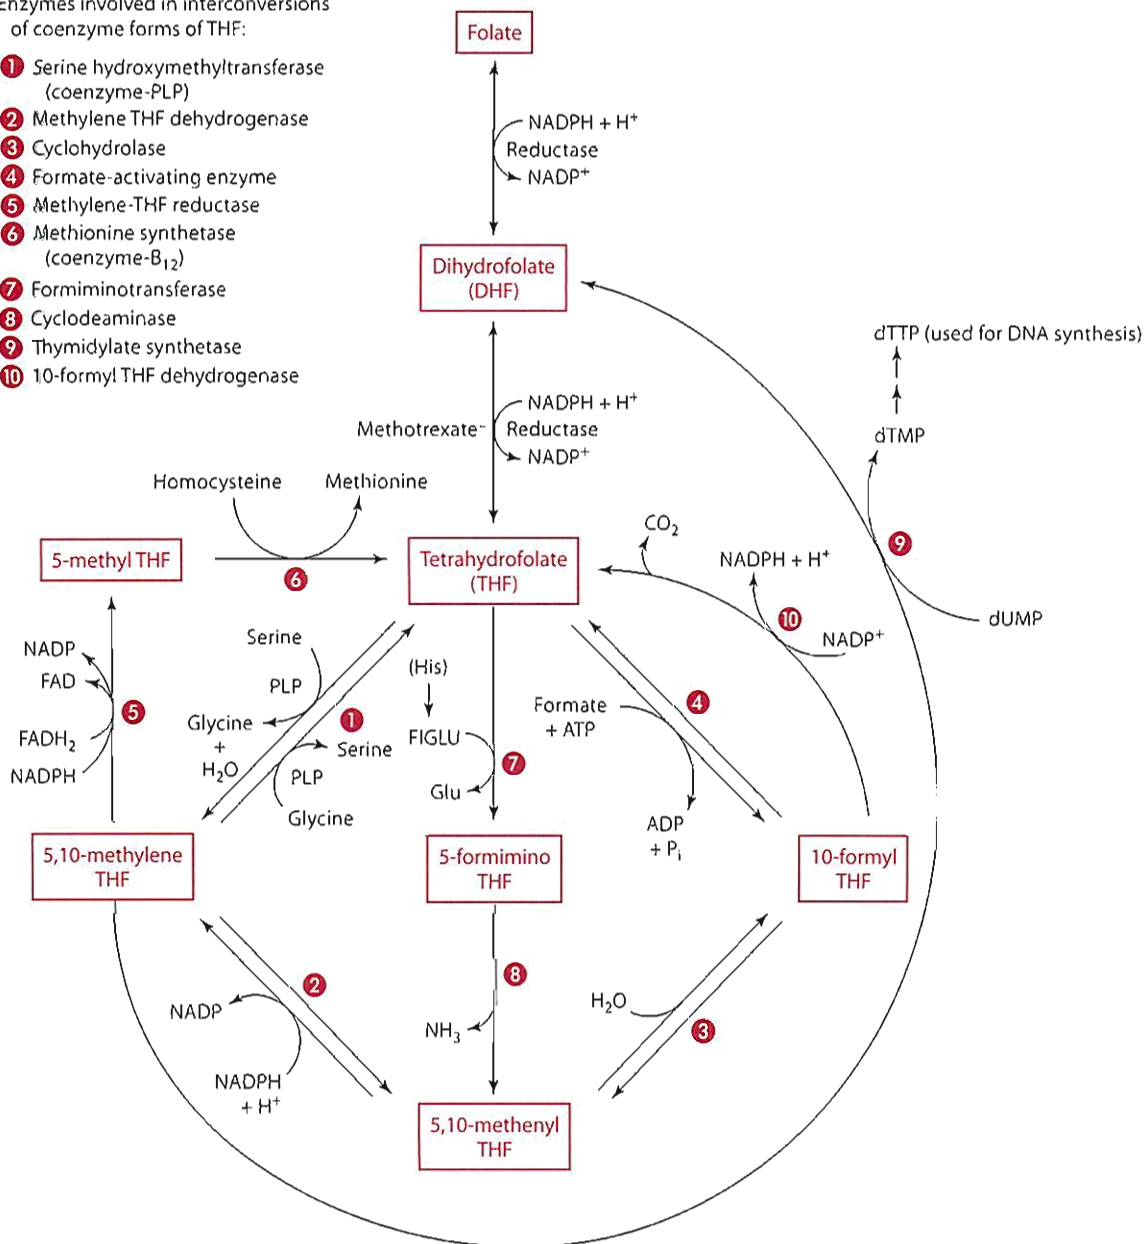 Enzymes involved in interconversions
of coenzyme forms of THF:
1 Serine hydroxymethyltransferase
(coenzyme-PLP)
2 Methylene THF dehydrogenase
3 Cyclohydrolase
4 Formate-activating enzyme
5 Methylene-THF reductase
6 Methionine synthetase
(coenzyme-B12)
7 Formiminotransferase
8 Cyclodeaminase
9 Thymidylate synthetase
10 10-formyl THF dehydrogenase
Folate
NADPH + H+
Reductase
NADP+
Dihydrofolate
(DHF)
dTTP (used for DNA synthesis)
NADPH + H+
Methotrexate-
Reductase
NADP+
dTMP
Homocysteine
Methionine
5-methyl THF
6
Tetrahydrofolate
(THF)
CO2
NADPH + H+
9
10
NADP+
dUMP
NADP
FAD
5
FADH2
NADPH
Serine
PLP
Glycine
+
H2O
1
Serine
PLP
Glycine
(His)
FIGLU
7
Glu
Formate
+ ATP
4
ADP
+ Pi
5,10-methylene
THF
5-formimino
THF
10-formyl
THF
2
NADP
NADPH
+ H+
8
NH3
H2O
3
5,10-methenyl
THF